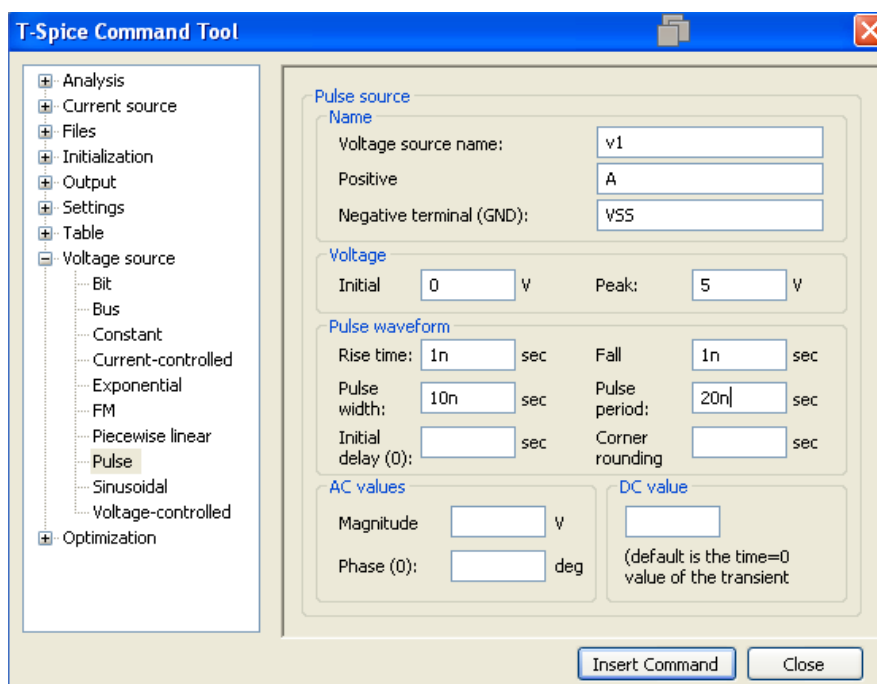 T-Spice Command Tool
Analysis
Current source
Files
Initialization
Output
Settings
Table
Voltage source
Bit
Bus
Constant
Current-controlled
Exponential
FM
Piecewise linear
Pulse
Sinusoidal
Voltage-controlled
Optimization
Pulse source
Name
Voltage source name: v1
Positive A
Negative terminal (GND): VSS
Voltage
Initial 0 V Peak: 5 V
Pulse waveform
Rise time: 1n sec Fall 1n sec
Pulse width: 10n sec Pulse period: 20n sec
Initial delay (0): sec Corner rounding sec
AC values
Magnitude V
Phase (0): deg
DC value
(default is the time=0
value of the transient
Insert Command Close